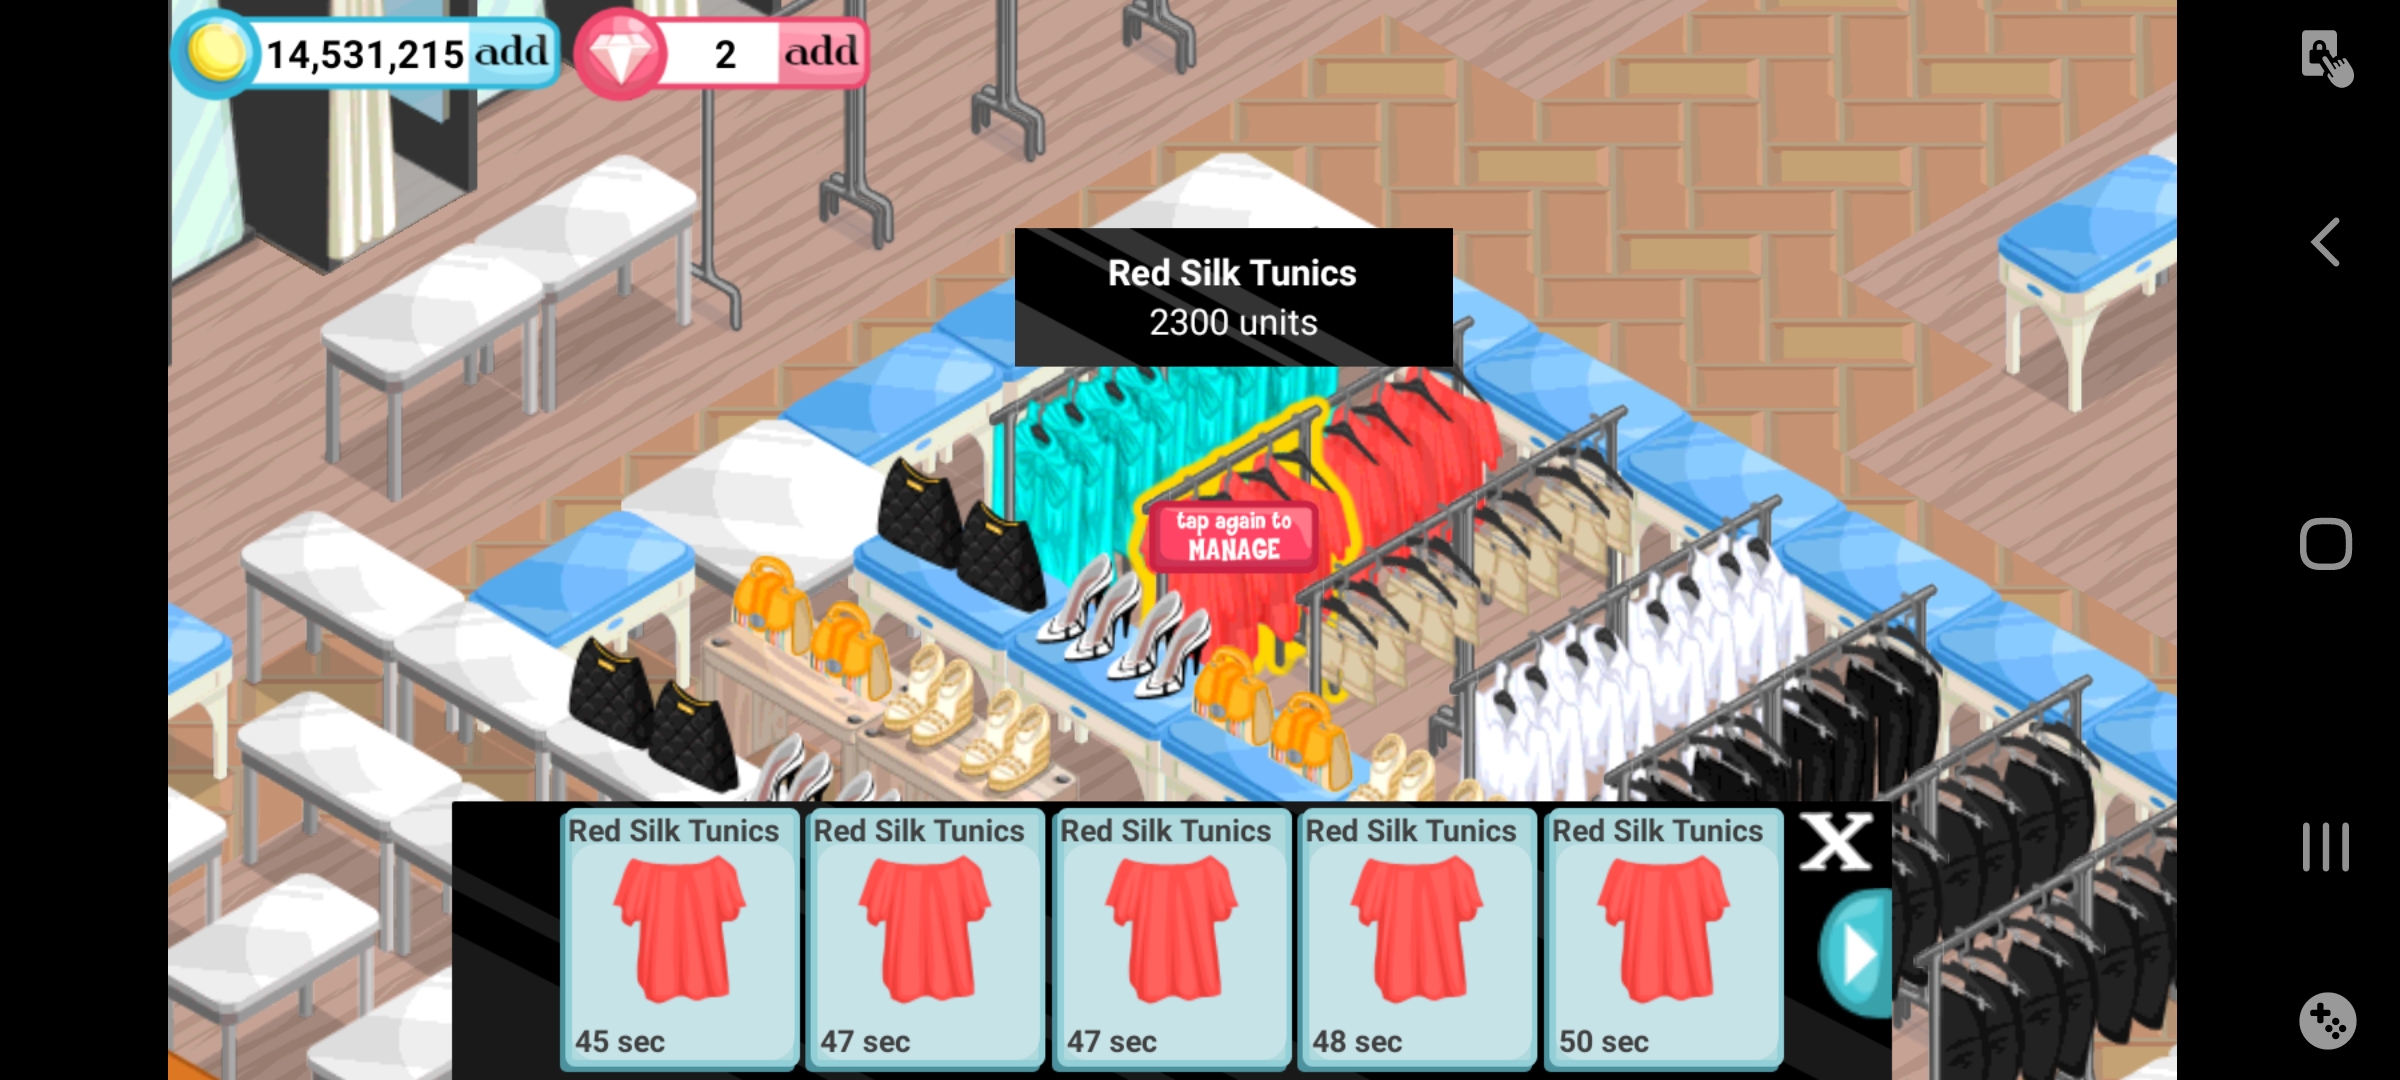 14,531,215 add
2 add
Red Silk Tunics
2300 units
tap again to
MANAGE
Red Silk Tunics
45 sec
Red Silk Tunics
47 sec
Red Silk Tunics
47 sec
Red Silk Tunics
48 sec
Red Silk Tunics
50 sec
X